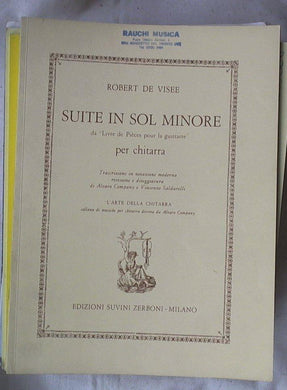 RAUCHI MUSICA
ROBERT DE VISEE
SUITE IN SOL MINORE
da "Livre de Pièces pour la guittarre"
per chitarra
Trascrizione in notazione moderna
revisione e diteggiatura
di Alvaro Company e Vincenzo Saldarelli
L'ARTE DELLA CHITARRA
collana di musiche per chitarra diretta da Alvaro Company
EDIZIONI SUVINI ZERBONI - MILANO